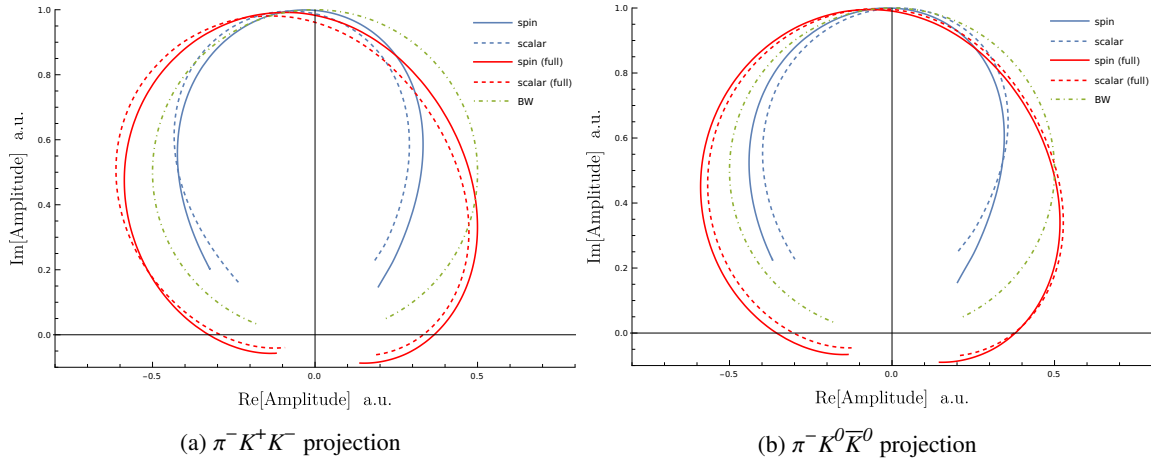 1.0
0.8
0.6
0.4
0.2
0.0
-0.5
0.0
0.5
Im[Amplitude] a.u.
Re[Amplitude] a.u.
spin
scalar
spin (full)
scalar (full)
BW
(a) π⁻K⁺K⁻ projection
1.0
0.8
0.6
0.4
0.2
0.0
−0.5
0.0
0.5
Im[Amplitude] a.u.
Re[Amplitude] a.u.
spin
scalar
spin (full)
scalar (full)
BW
(b) π⁻K⁰K̅⁰ projection